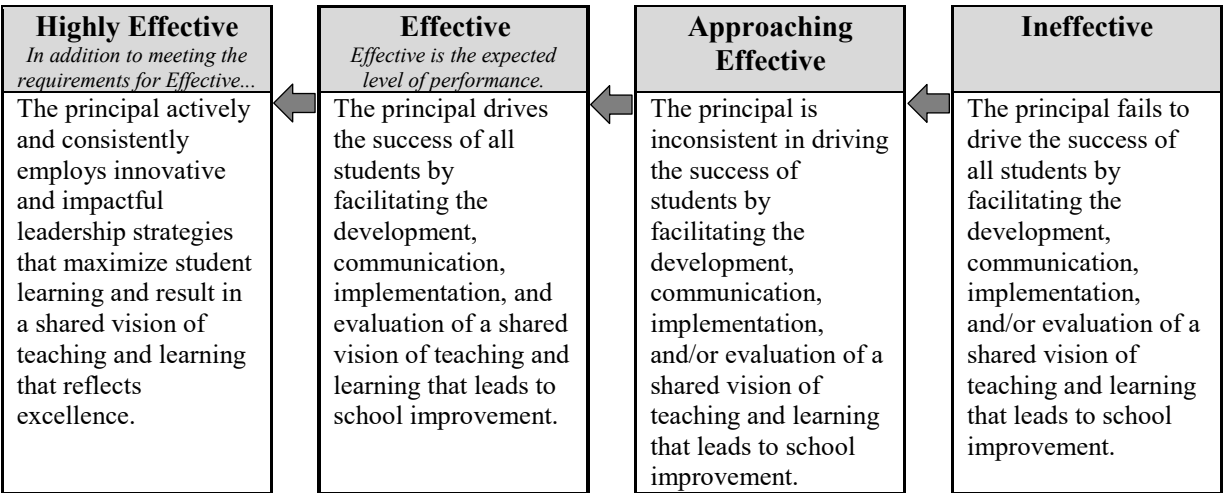 Highly Effective
In addition to meeting the
requirements for Effective...
The principal actively
and consistently
employs innovative
and impactful
leadership strategies
that maximize student
learning and result in
a shared vision of
teaching and learning
that reflects
excellence.
Effective
Effective is the expected
level of performance.
The principal drives
the success of all
students by
facilitating the
development,
communication,
implementation, and
evaluation of a shared
vision of teaching and
learning that leads to
school improvement.
Approaching
Effective
The principal is
inconsistent in driving
the success of
students by
facilitating the
development,
communication,
implementation,
and/or evaluation of a
shared vision of
teaching and learning
that leads to school
improvement.
Ineffective
The principal fails to
drive the success of
all students by
facilitating the
development,
communication,
implementation,
and/or evaluation of a
shared vision of
teaching and learning
that leads to school
improvement.